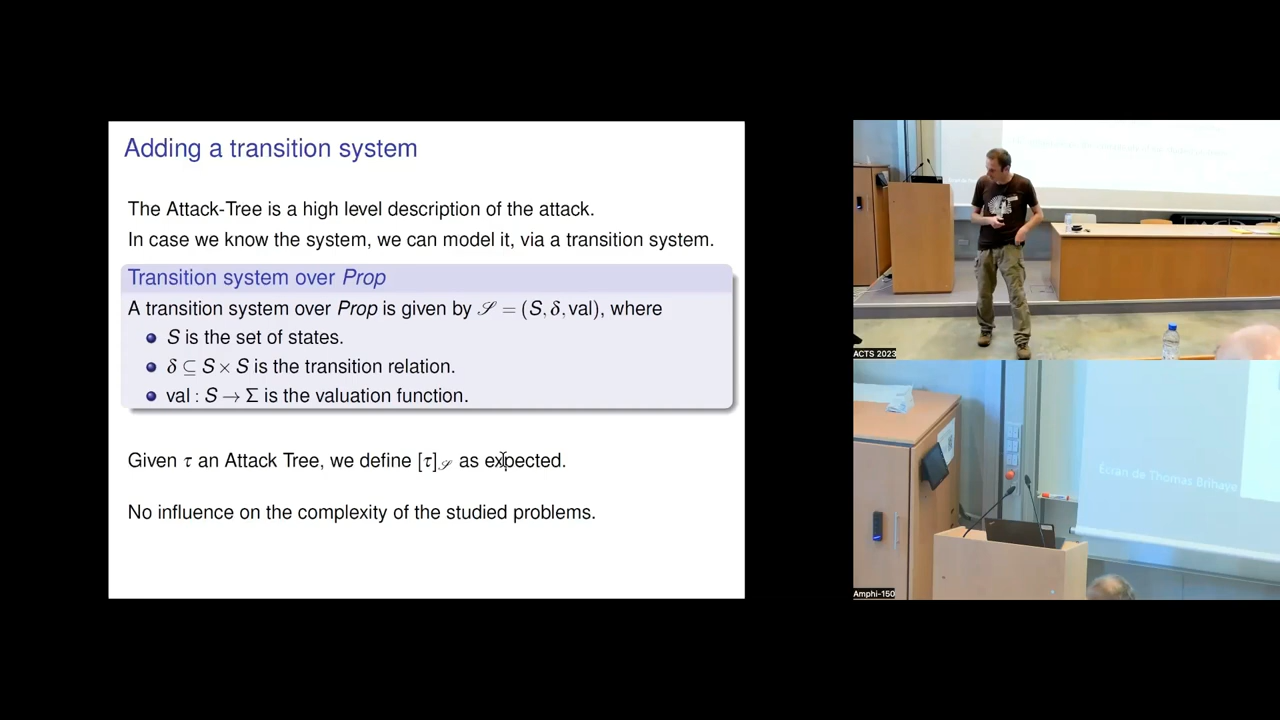 Adding a transition system
The Attack-Tree is a high level description of the attack.
In case we know the system, we can model it, via a transition system.
Transition system over Prop
A transition system over Prop is given by 𝒮 = (S, δ, val), where
S is the set of states.
δ ⊆ S × S is the transition relation.
val : S → Σ is the valuation function.
Given τ an Attack Tree, we define [τ]𝒮 as expected.
No influence on the complexity of the studied problems.
ACTS 2023
Écran de Thomas Brihaye
Amphi-150